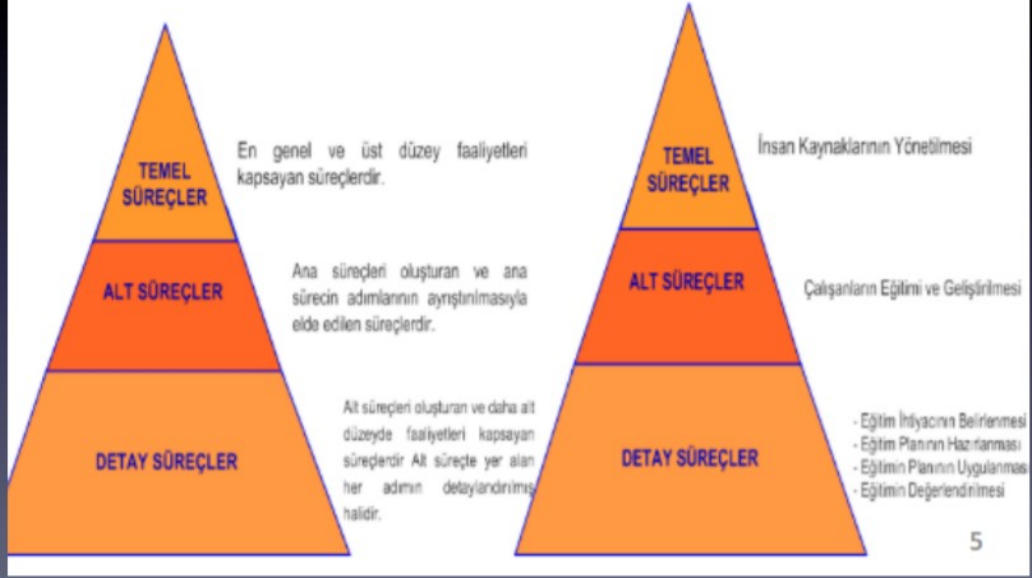 TEMEL
SÜREÇLER
En genel ve üst düzey faaliyetleri
kapsayan süreçlerdir.
ALT SÜREÇLER
Ana süreçleri oluşturan ve ana
sürecin adımlarının ayrıştırılmasıyla
elde edilen süreçlerdir.
DETAY SÜREÇLER
Alt süreçleri oluşturan ve daha alt
düzeyde faaliyetleri kapsayan
süreçlerdir Alt süreçte yer alan
her adımın detaylandırılmış
halidir.
TEMEL
SÜREÇLER
İnsan Kaynaklarının Yönetilmesi
ALT SÜREÇLER
Çalışanların Eğitimi ve Geliştirilmesi
DETAY SÜREÇLER
- Eğitim İhtiyacının Belirlenmesi
- Eğitim Planının Hazırlanması
- Eğitimin Planının Uygulanması
- Eğitimin Değerlendirilmesi
5